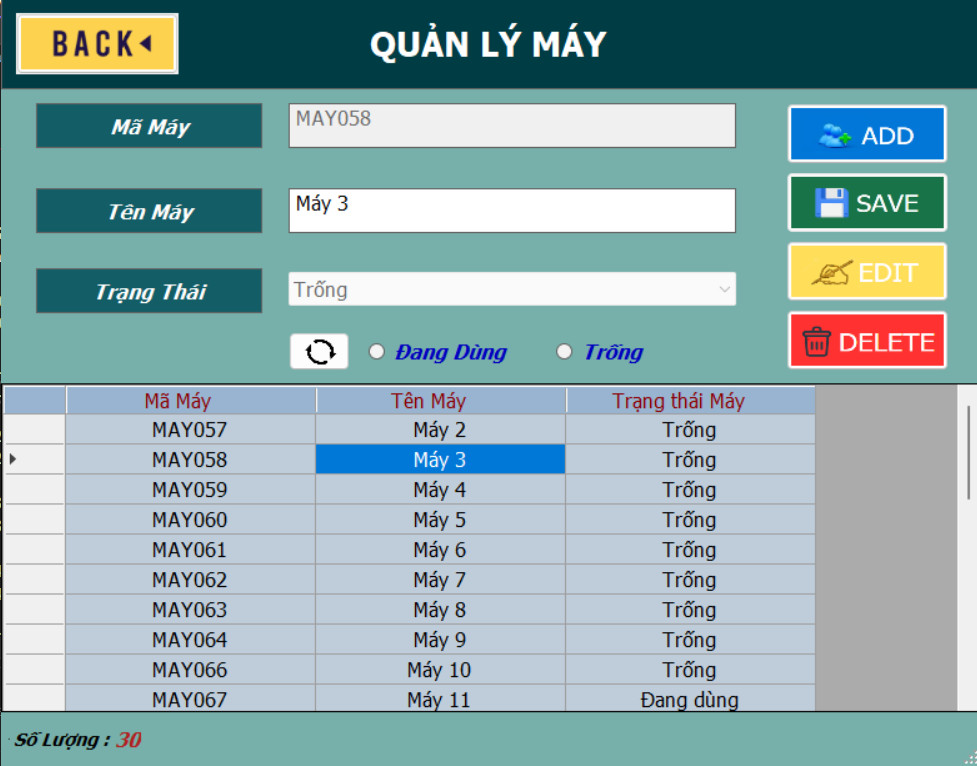 BACK
QUẢN LÝ MÁY
Mã Máy
MAY058
ADD
Tên Máy
Máy 3
SAVE
Trạng Thái
Trống
EDIT
Đang Dùng
Trống
DELETE
Mã Máy Tên Máy Trạng thái Máy
MAY057 Máy 2 Trống
MAY058 Máy 3 Trống
MAY059 Máy 4 Trống
MAY060 Máy 5 Trống
MAY061 Máy 6 Trống
MAY062 Máy 7 Trống
MAY063 Máy 8 Trống
MAY064 Máy 9 Trống
MAY066 Máy 10 Trống
MAY067 Máy 11 Đang dùng
Số Lượng : 30